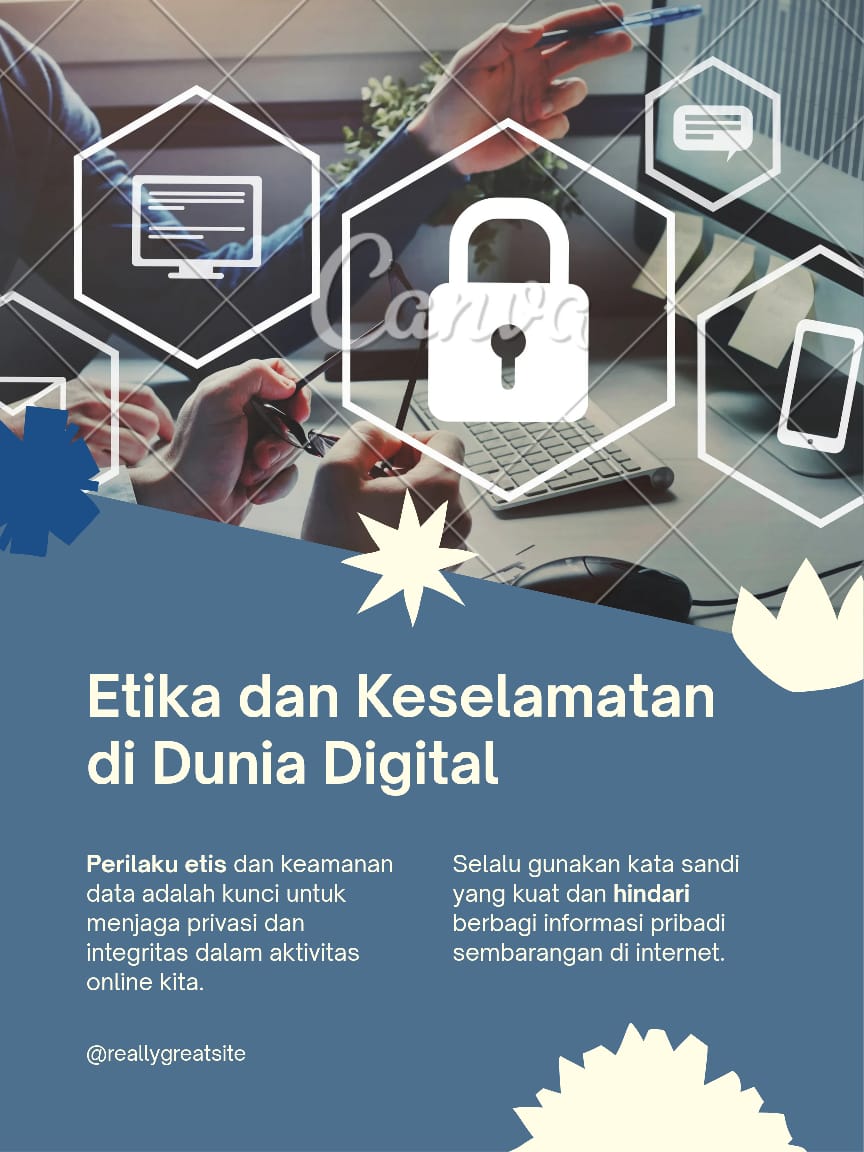 Canva
Etika dan Keselamatan
di Dunia Digital
Perilaku etis dan keamanan
data adalah kunci untuk
menjaga privasi dan
integritas dalam aktivitas
online kita.
Selalu gunakan kata sandi
yang kuat dan hindari
berbagi informasi pribadi
sembarangan di internet.
@reallygreatsite